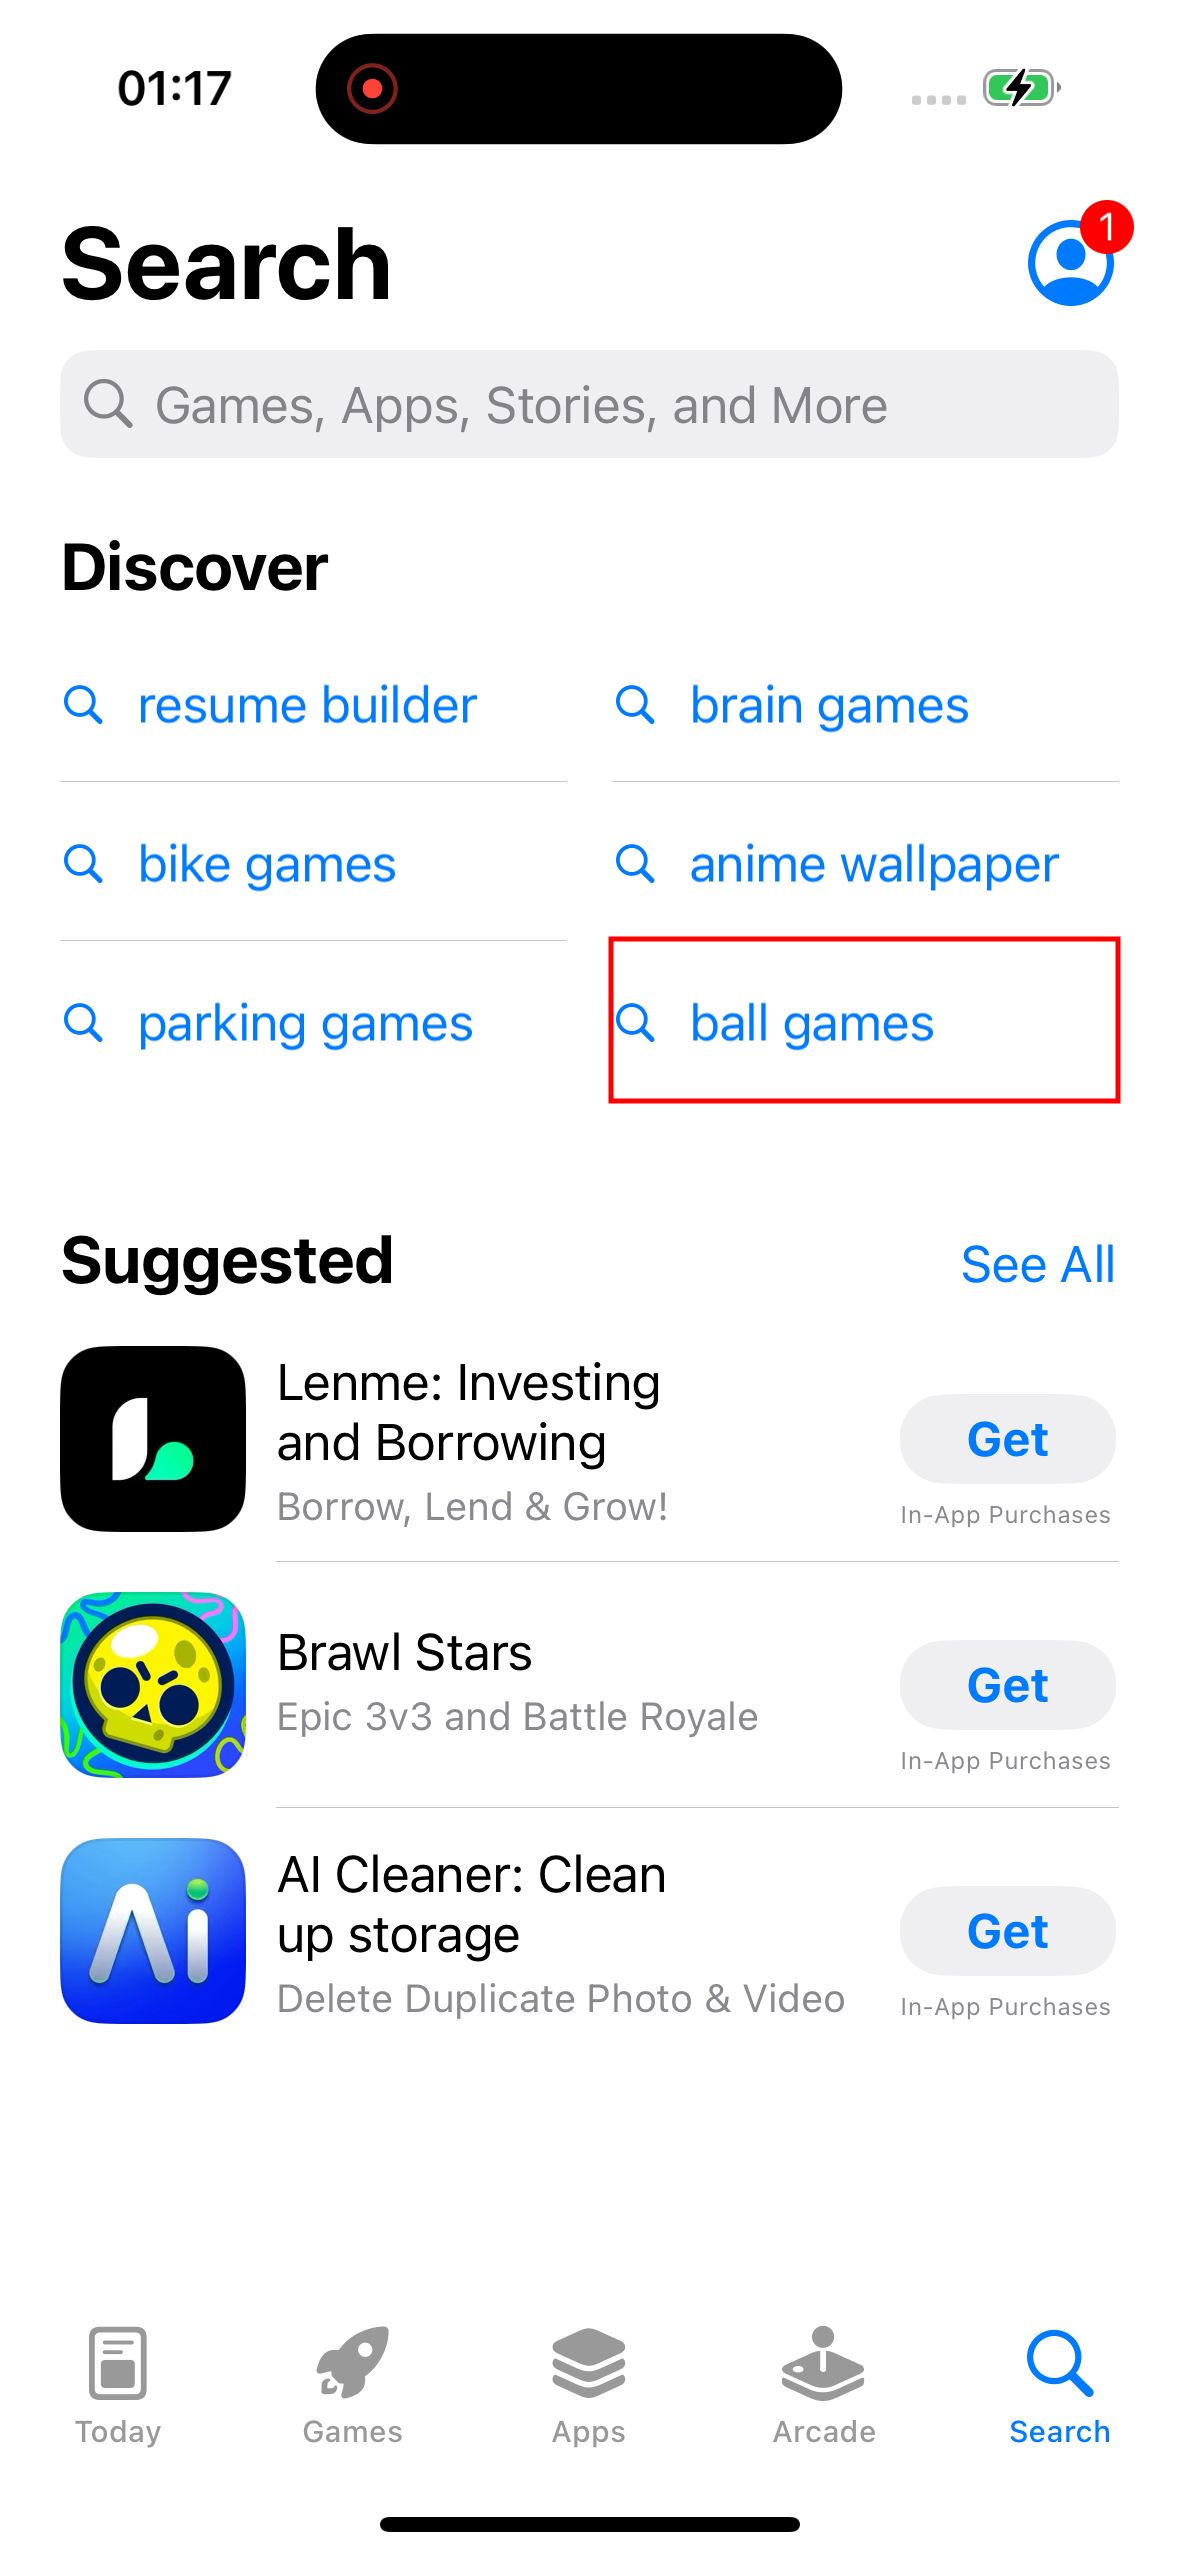 01:17
Search
1
Games, Apps, Stories, and More
Discover
resume builder
brain games
bike games
anime wallpaper
parking games
ball games
Suggested
See All
Lenme: Investing
and Borrowing
Borrow, Lend & Grow!
Get
In-App Purchases
Brawl Stars
Epic 3v3 and Battle Royale
Get
In-App Purchases
Ai
AI Cleaner: Clean
up storage
Delete Duplicate Photo & Video
Get
In-App Purchases
Today
Games
Apps
Arcade
Search